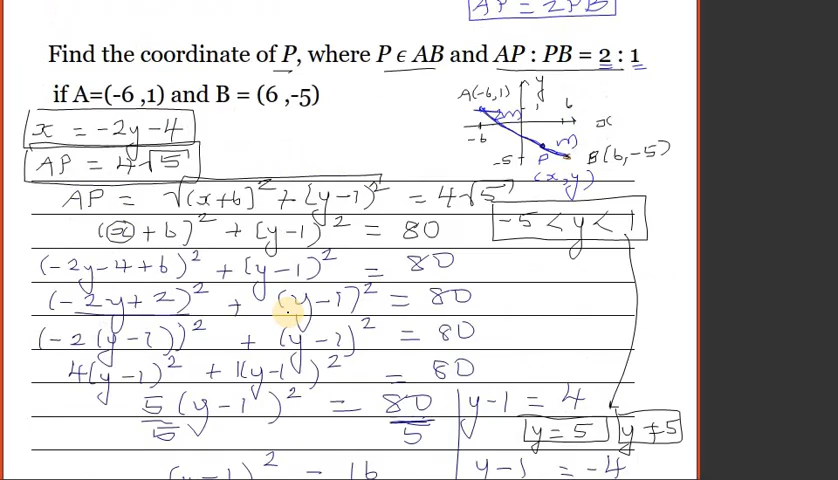 AP = 2PB
Find the coordinate of P, where P ϵ AB and AP : PB = 2 : 1
if A=(-6 ,1) and B = (6 ,-5)
A(-6,1) y 1 6
2m x
-6 m
-5 P B(6,-5)
(x,y)
x = -2y-4
AP = 4√5
AP = √(x+6)² + (y-1)² = 4√5
(x+6)² + (y-1)² = 80
-5 < y < 1
(-2y-4+6)² + (y-1)² = 80
(-2y+2)² + (y-1)² = 80
(-2(y-1))² + (y-1)² = 80
4(y-1)² + 1(y-1)² = 80
5(y-1)² = 80
5 5
y-1 = 4
y = 5 y ≠ 5
(y-1)² = 16
y-1 = -4